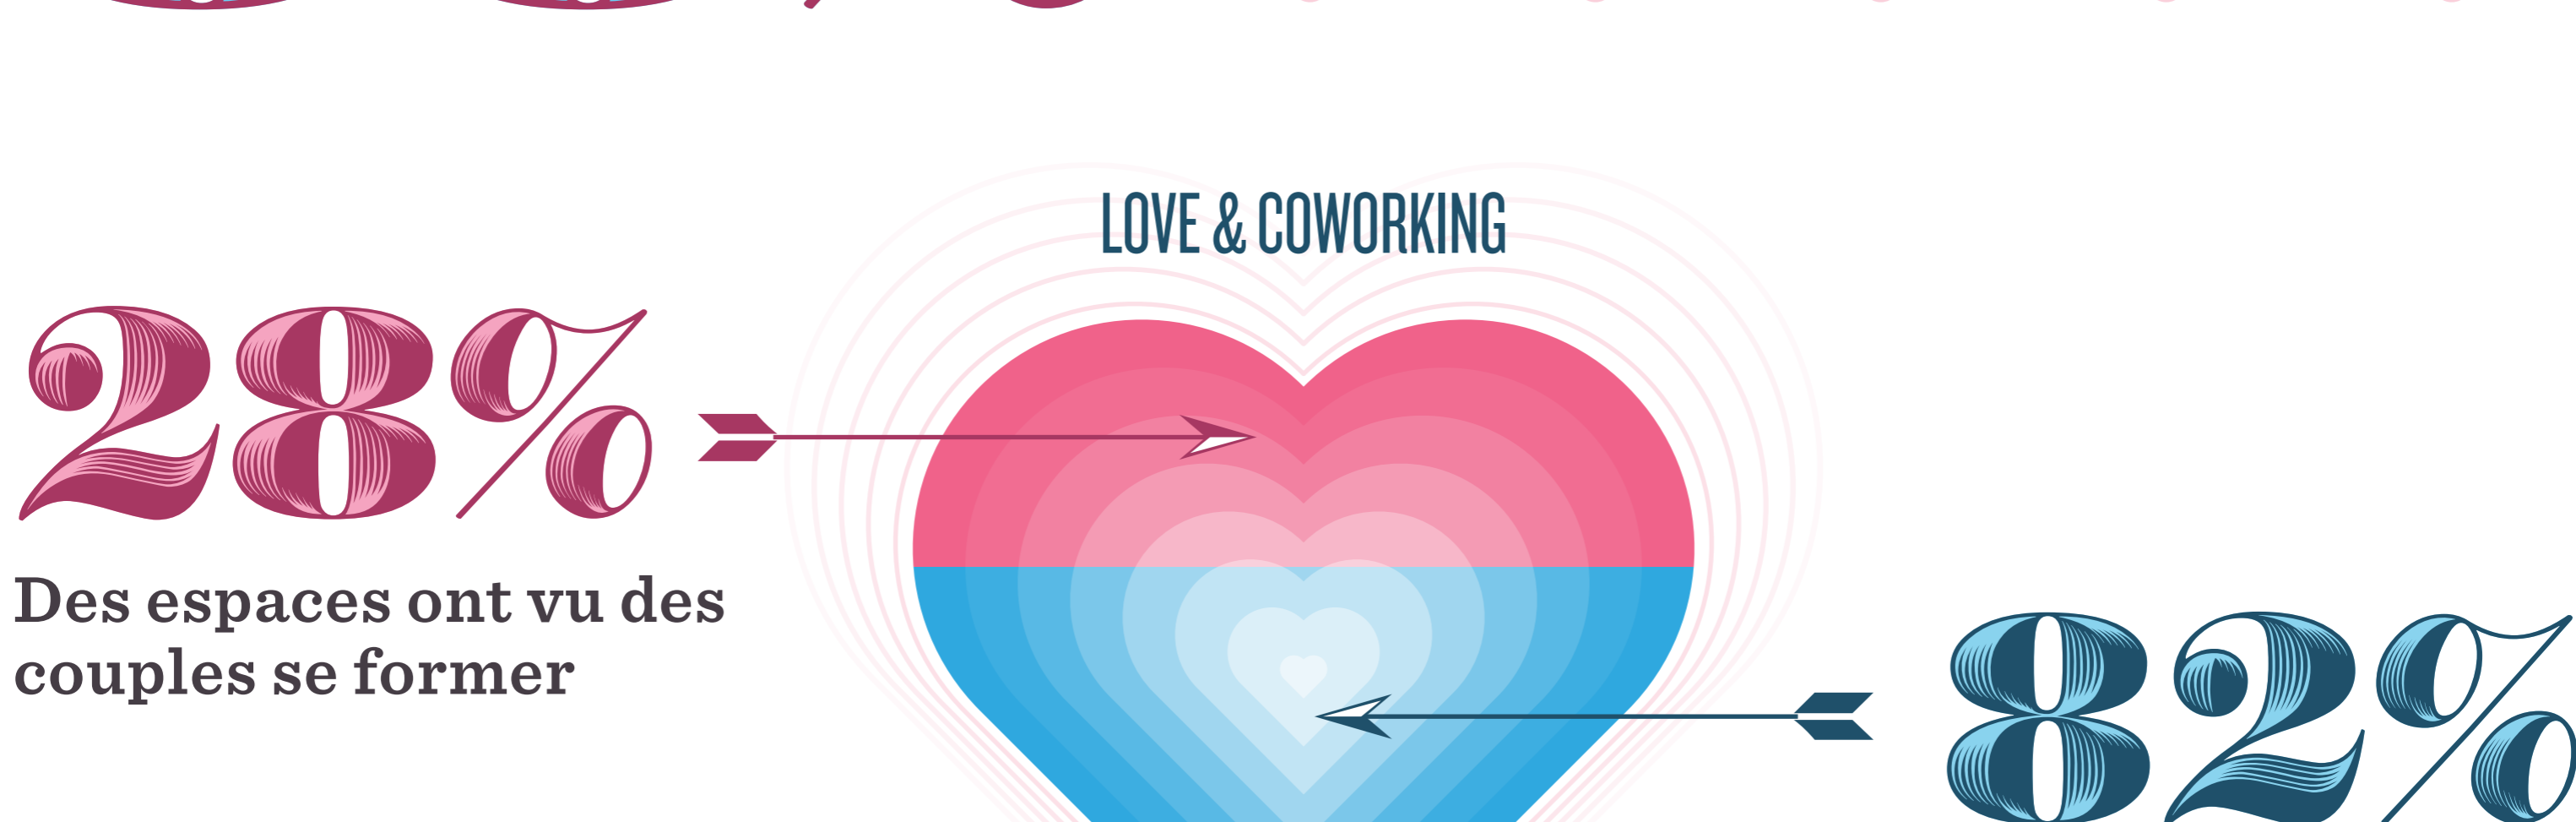 LOVE & COWORKING
28%
Des espaces ont vu des
couples se former
82%